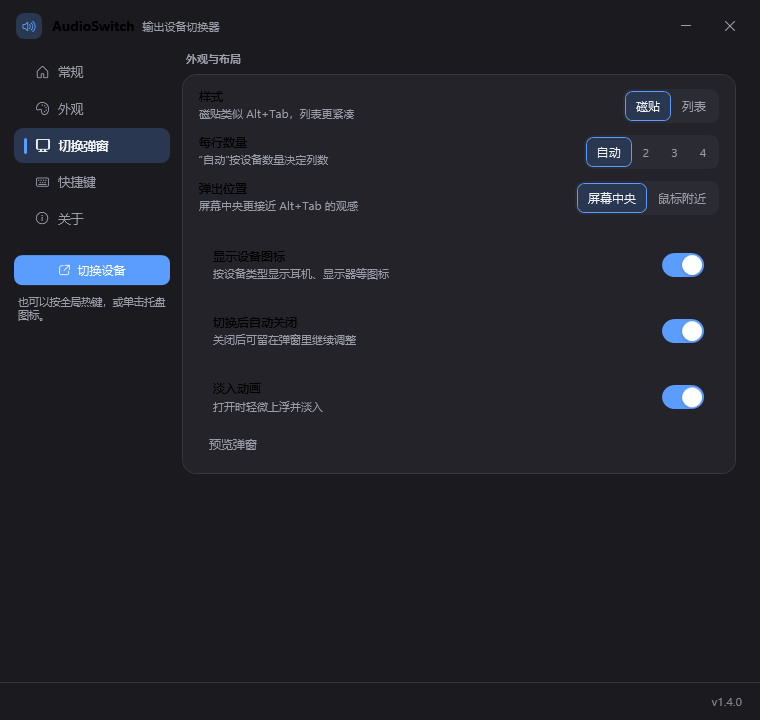 AudioSwitch 输出设备切换器
常规
外观
切换弹窗
快捷键
关于
切换设备
也可以按全局热键，或单击托盘
图标。
外观与布局
样式
磁贴类似 Alt+Tab，列表更紧凑
磁贴 列表
每行数量
"自动"按设备数量决定列数
自动 2 3 4
弹出位置
屏幕中央更接近 Alt+Tab 的观感
屏幕中央 鼠标附近
显示设备图标
按设备类型显示耳机、显示器等图标
切换后自动关闭
关闭后可留在弹窗里继续调整
淡入动画
打开时轻微上浮并淡入
预览弹窗
v1.4.0